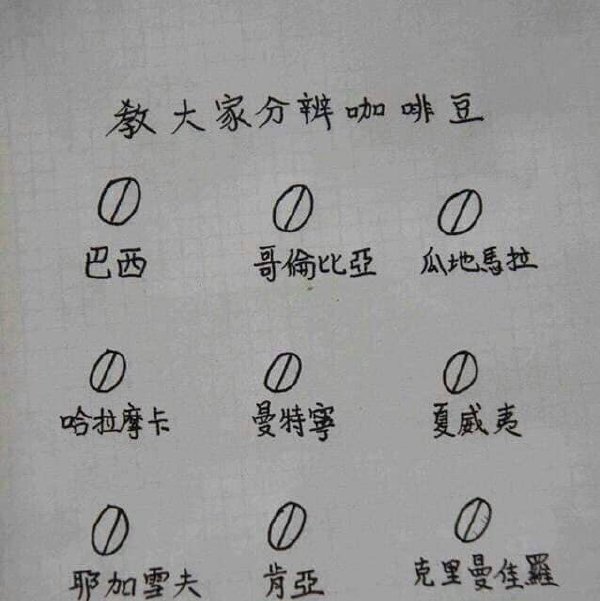 教大家分辨咖啡豆
巴西 哥倫比亞 瓜地馬拉
哈拉摩卡 曼特寧 夏威夷
耶加雪夫 肯亞 克里曼佳羅